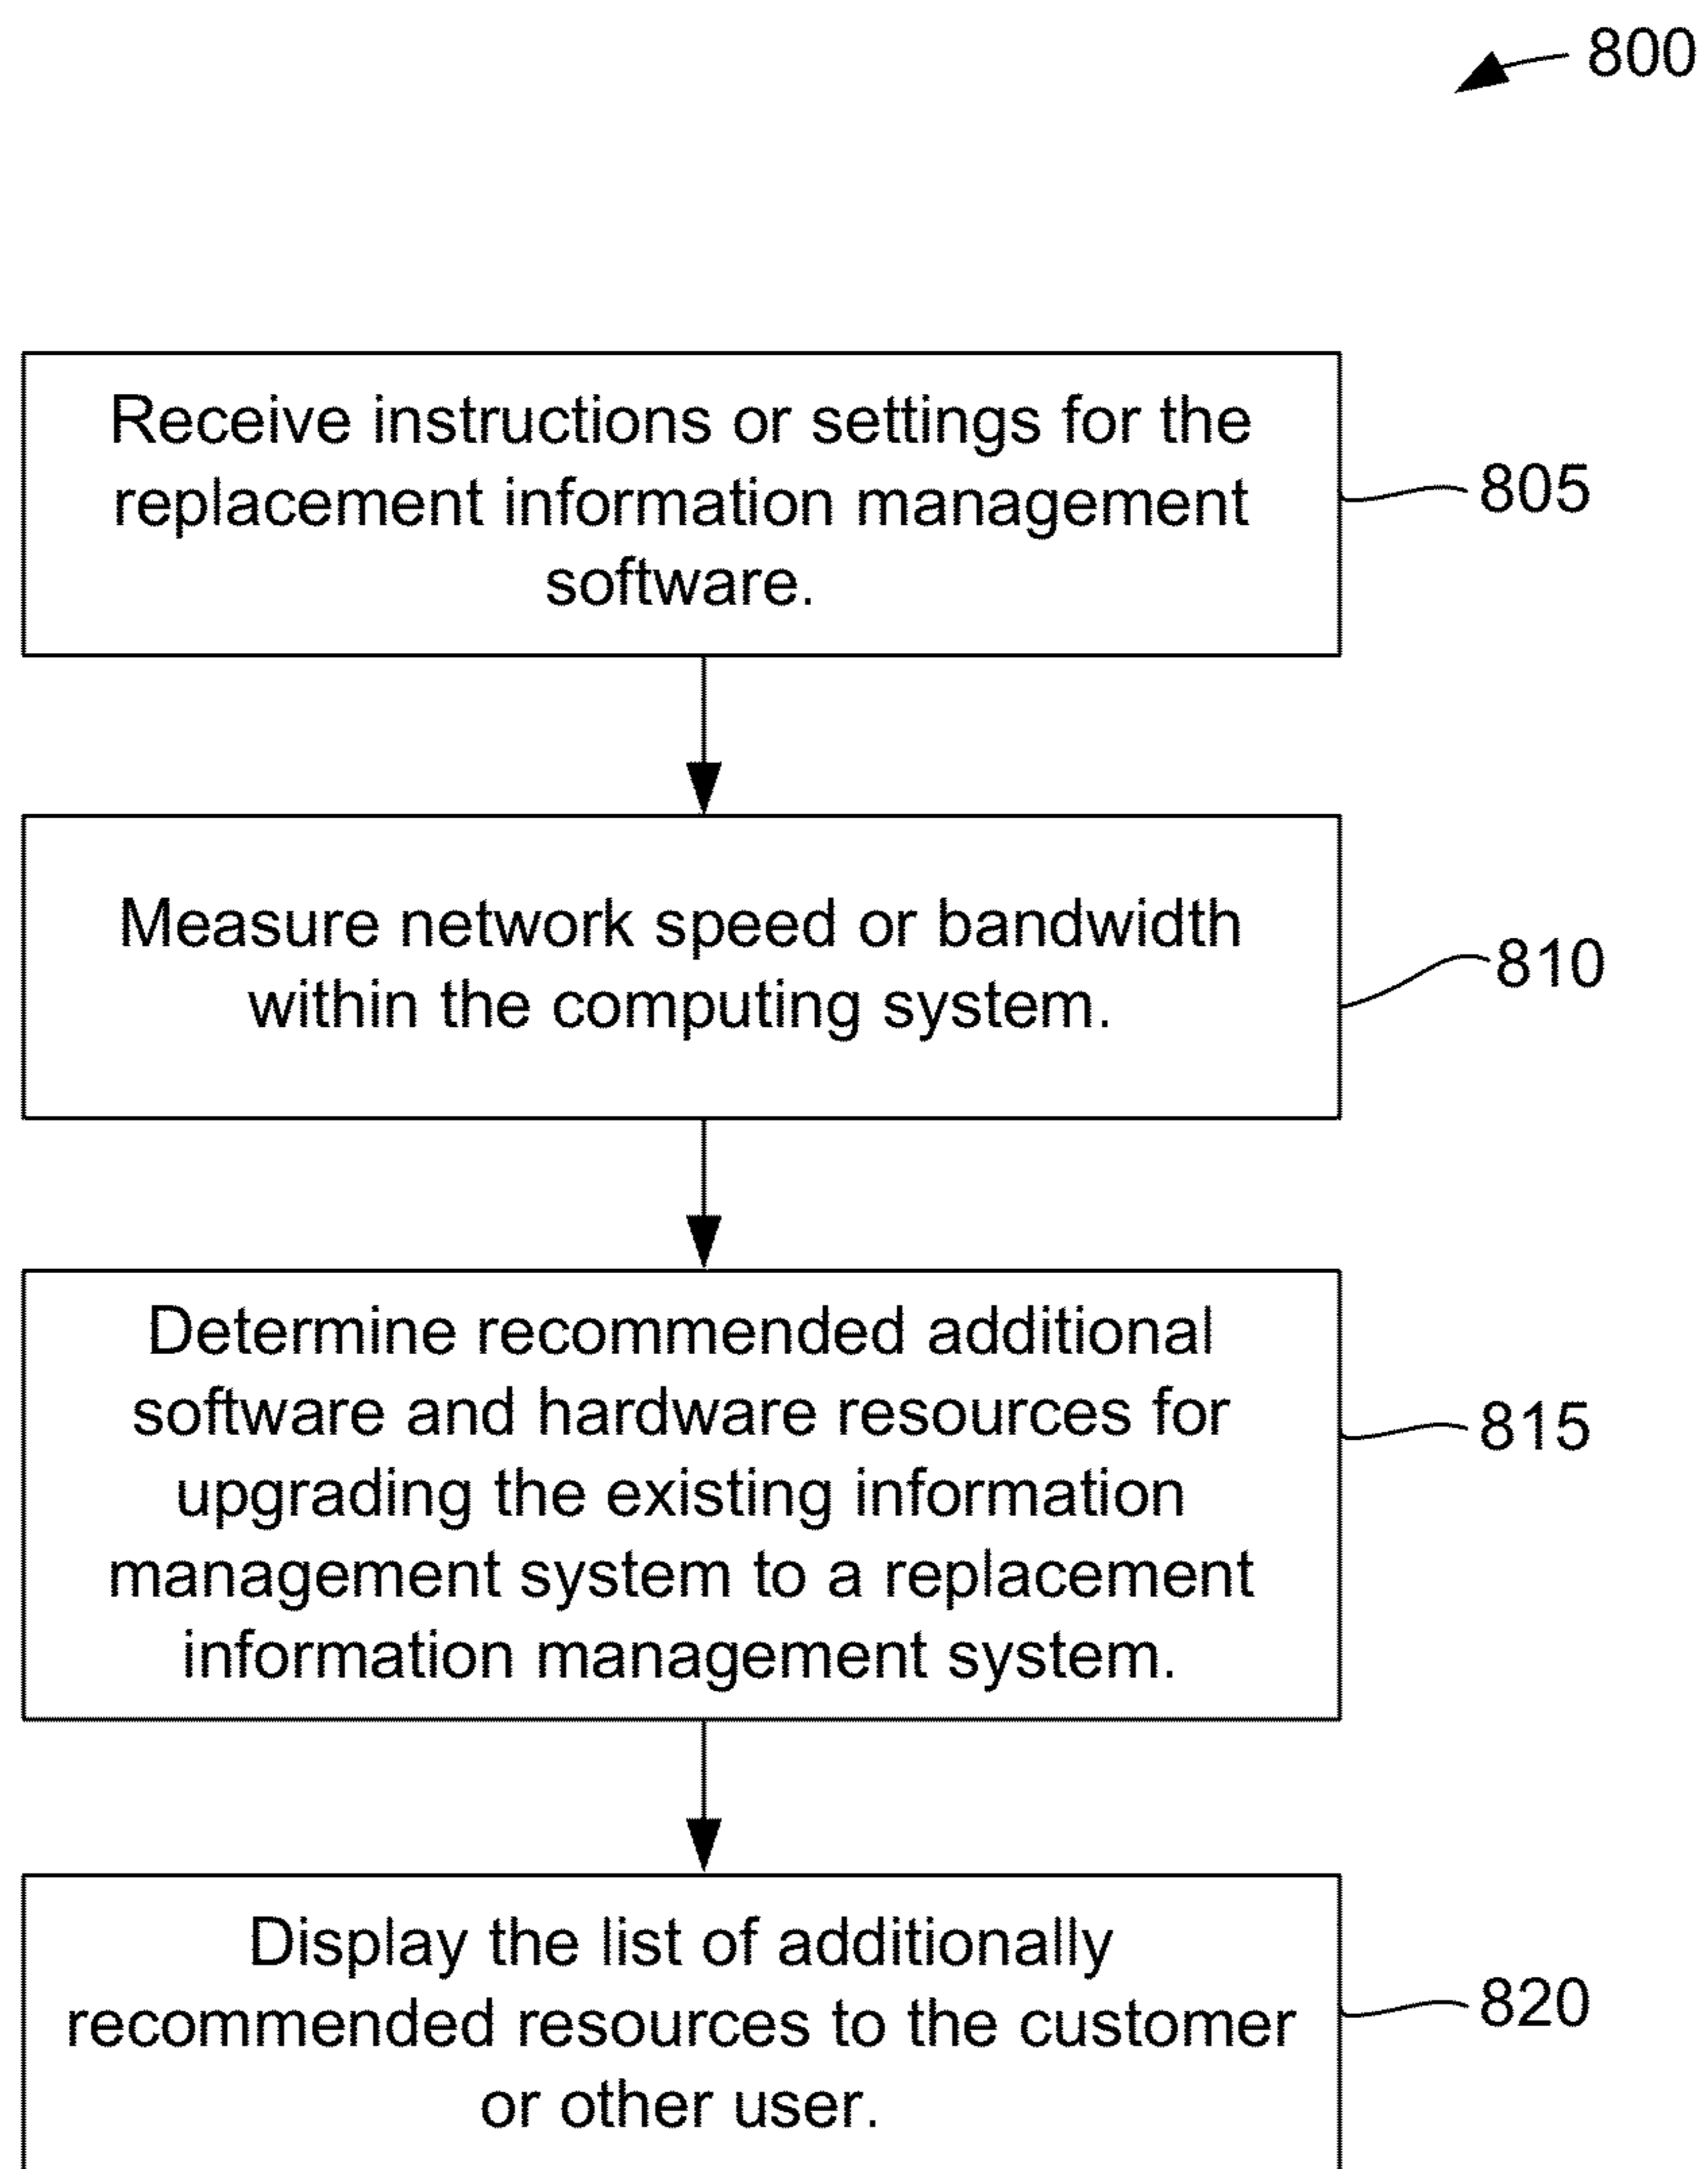 800
Receive instructions or settings for the
replacement information management
software.
805
Measure network speed or bandwidth
within the computing system.
810
Determine recommended additional
software and hardware resources for
upgrading the existing information
management system to a replacement
information management system.
815
Display the list of additionally
recommended resources to the customer
or other user.
820